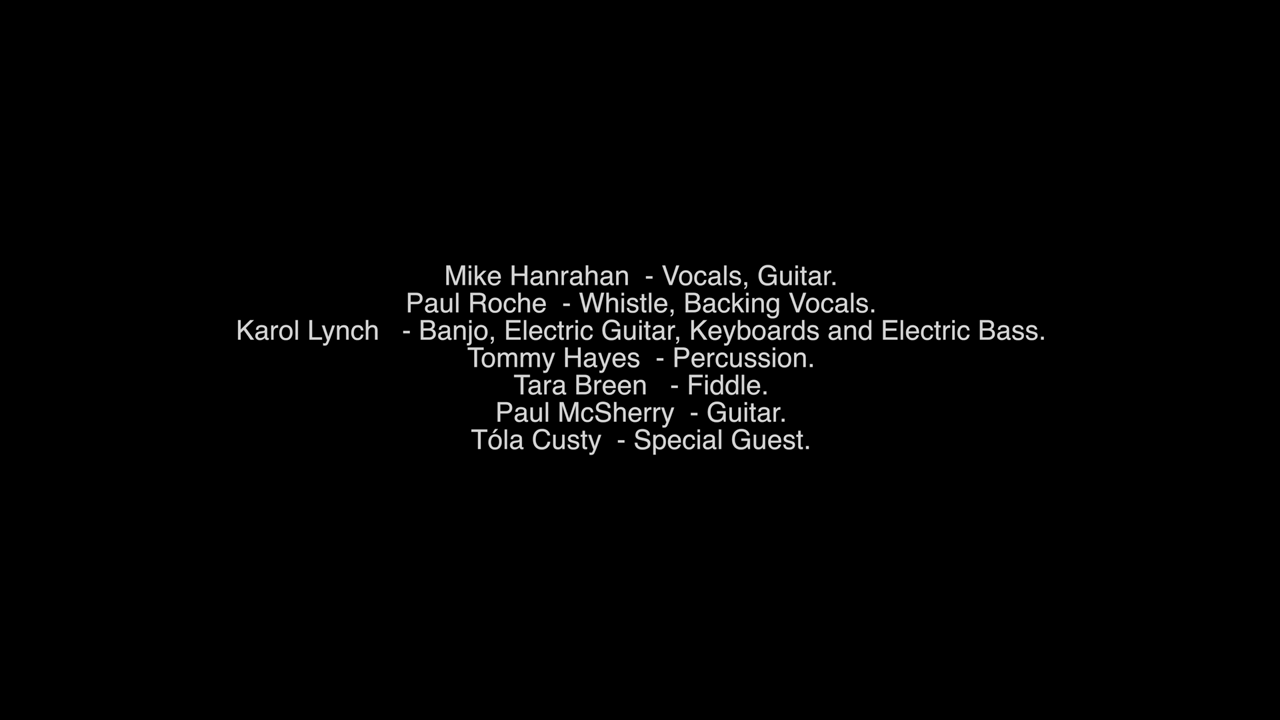 Mike Hanrahan  - Vocals, Guitar.
Paul Roche  - Whistle, Backing Vocals.
Karol Lynch   - Banjo, Electric Guitar, Keyboards and Electric Bass.
Tommy Hayes  - Percussion.
Tara Breen   - Fiddle.
Paul McSherry  - Guitar.
Tóla Custy  - Special Guest.